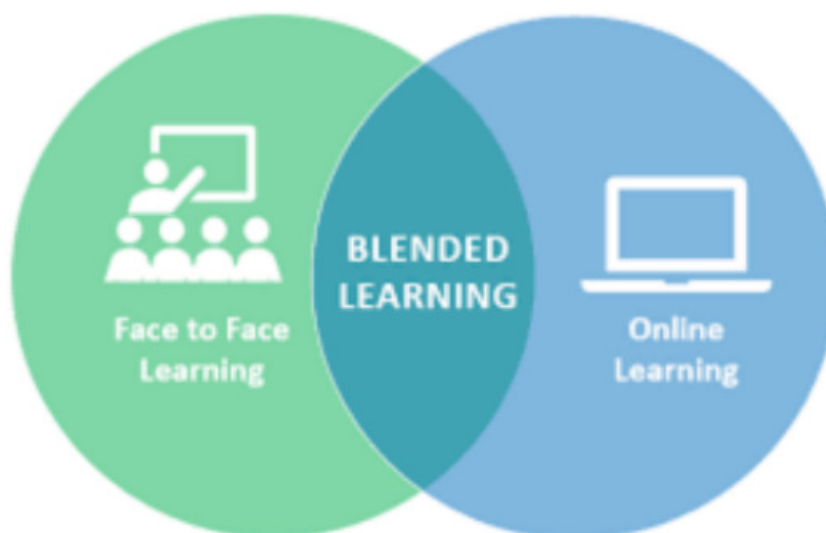 Face to Face
Learning
BLENDED
LEARNING
Online
Learning